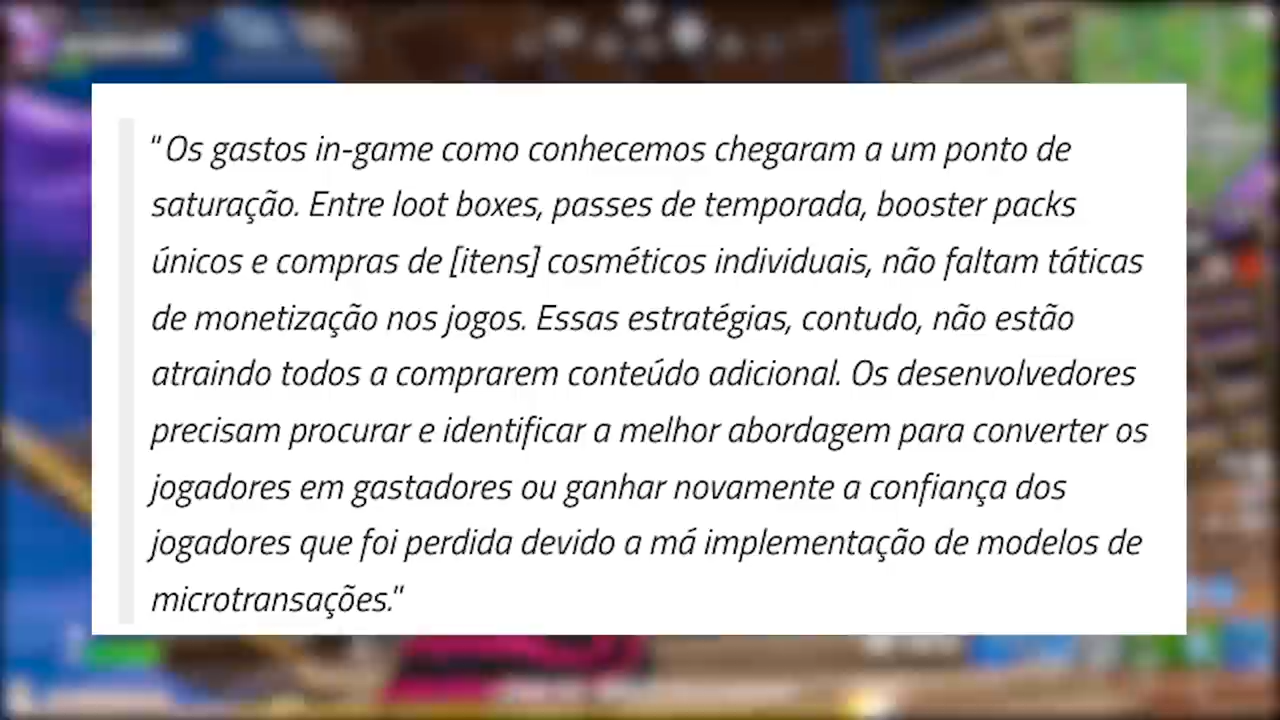 "Os gastos in-game como conhecemos chegaram a um ponto de
saturação. Entre loot boxes, passes de temporada, booster packs
únicos e compras de [itens] cosméticos individuais, não faltam táticas
de monetização nos jogos. Essas estratégias, contudo, não estão
atraindo todos a comprarem conteúdo adicional. Os desenvolvedores
precisam procurar e identificar a melhor abordagem para converter os
jogadores em gastadores ou ganhar novamente a confiança dos
jogadores que foi perdida devido a má implementação de modelos de
microtransações."